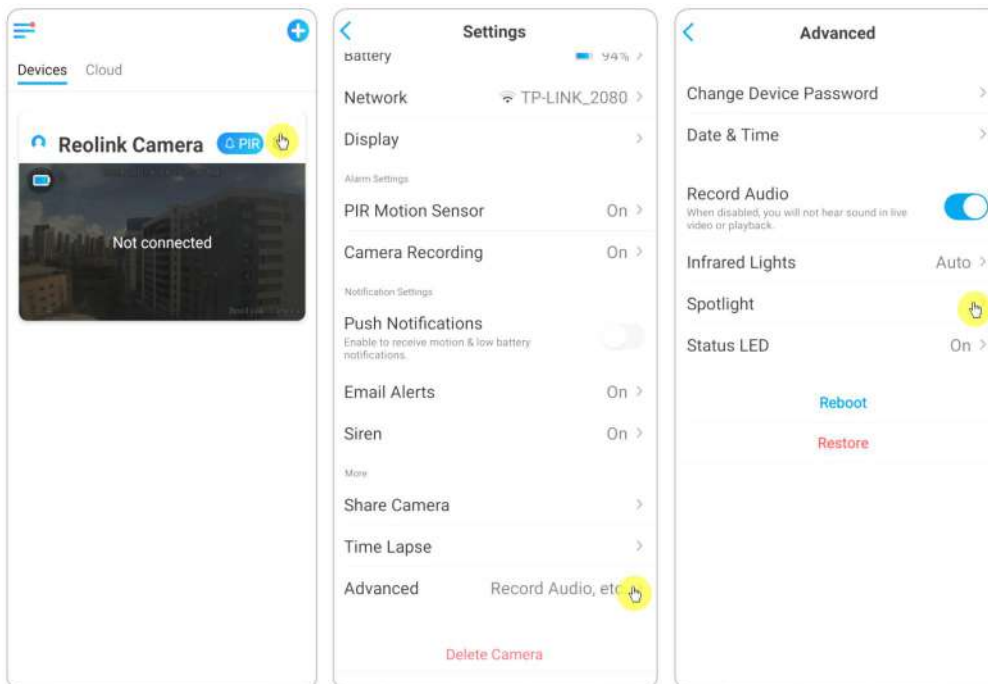 Devices
Cloud
Reolink Camera
PIR
Not connected
Settings
Battery
94%
Network
TP-LINK_2080
Display
Alarm Settings
PIR Motion Sensor
On
Camera Recording
On
Notification Settings
Push Notifications
Enable to receive motion & low battery
notifications.
Email Alerts
On
Siren
On
More
Share Camera
Time Lapse
Advanced
Record Audio, etc
Delete Camera
Advanced
Change Device Password
Date & Time
Record Audio
When disabled, you will not hear sound in live
video or playback.
Infrared Lights
Auto
Spotlight
Status LED
On
Reboot
Restore